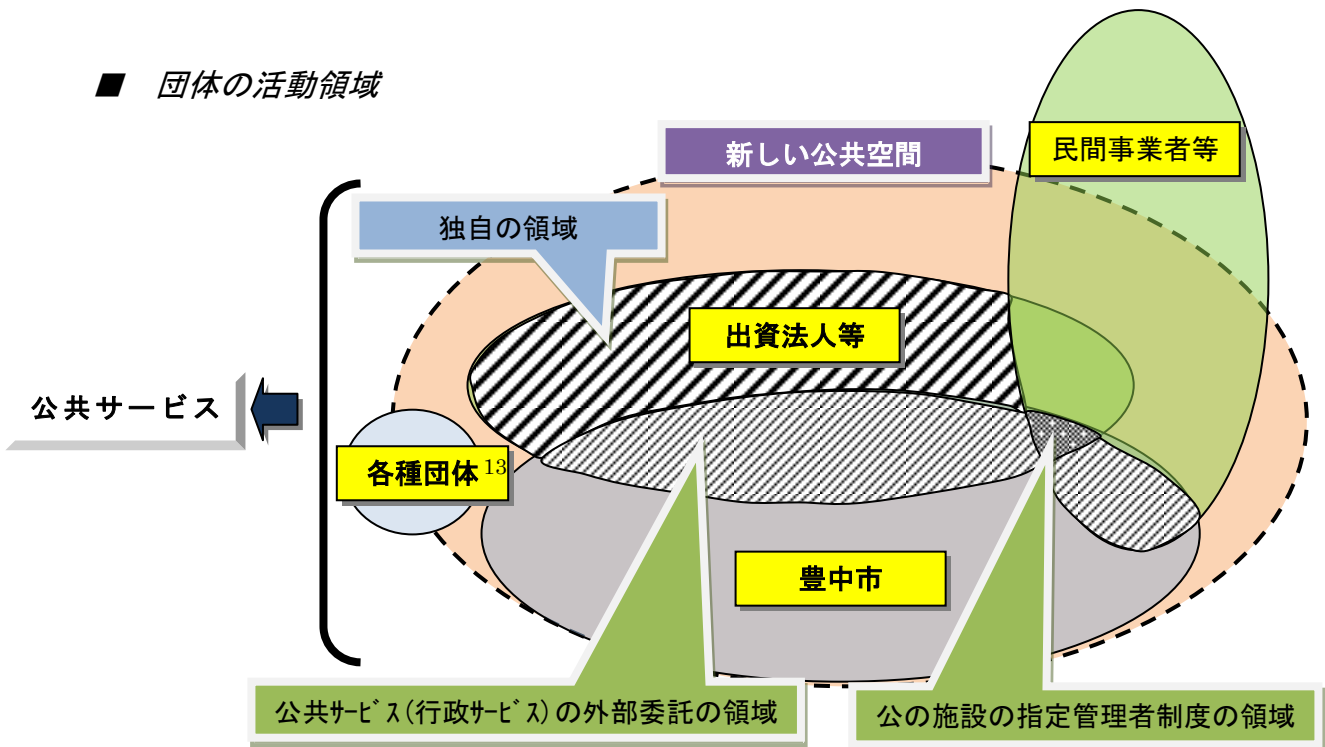 ■ 団体の活動領域
新しい公共空間
民間事業者等
独自の領域
出資法人等
公共サービス
各種団体13
豊中市
公共ｻｰﾋﾞｽ(行政ｻｰﾋﾞｽ)の外部委託の領域
公の施設の指定管理者制度の領域